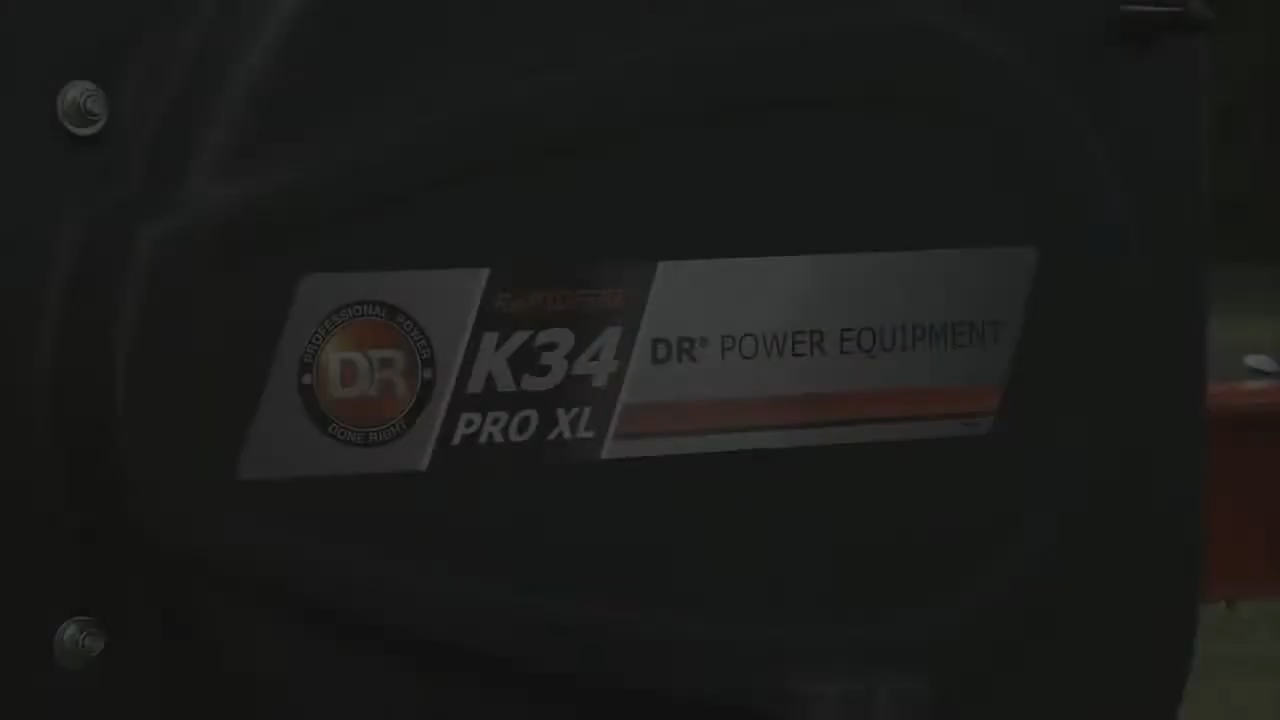 PROFESSIONAL POWER
DR
DONE RIGHT
K34
PRO XL
DR® POWER EQUIPMENT